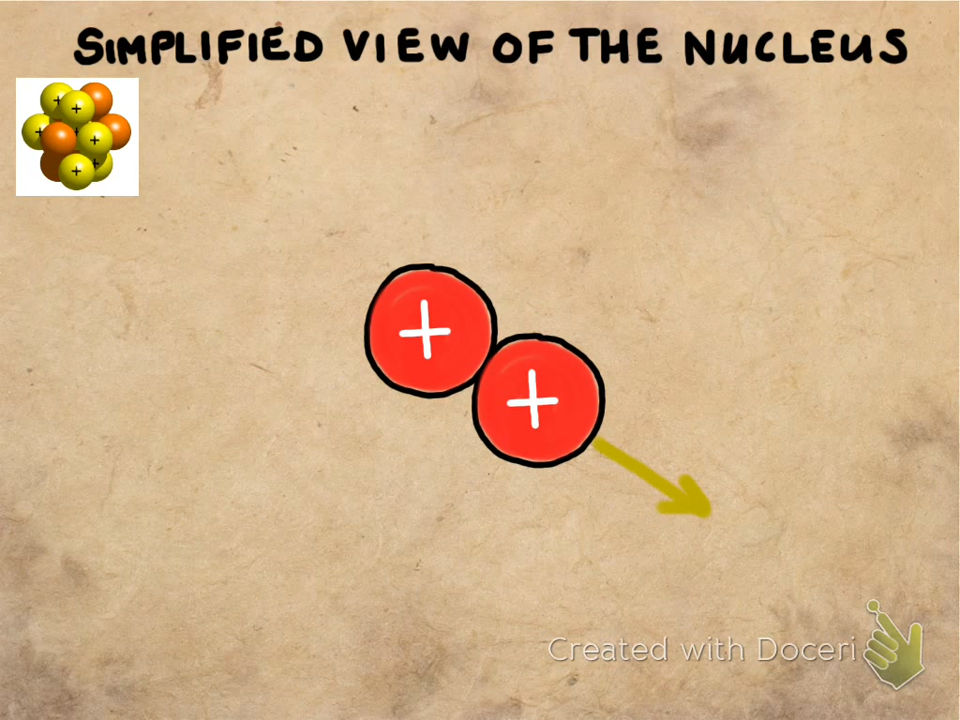 SIMPLIFIED VIEW OF THE NUCLEUS
+ + + + + +
+
+
Created with Doceri